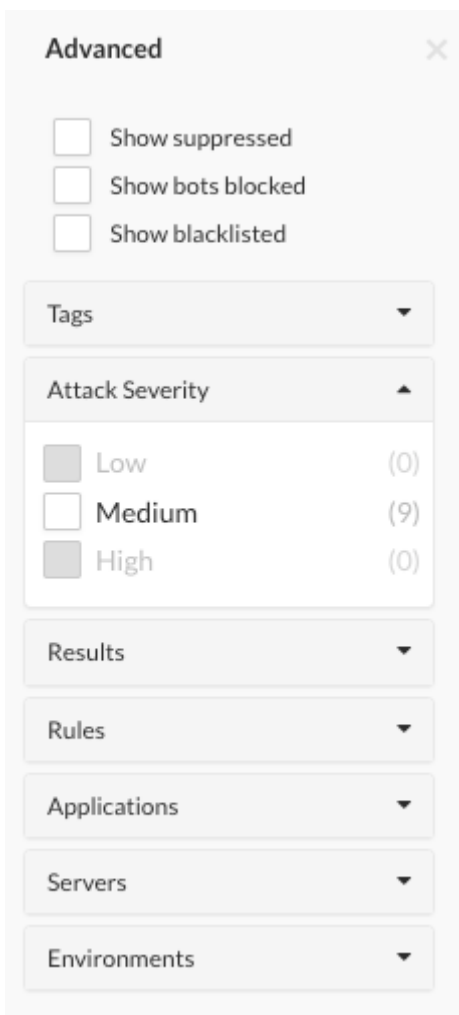 Advanced
Show suppressed
Show bots blocked
Show blacklisted
Tags
Attack Severity
Low (0)
Medium (9)
High (0)
Results
Rules
Applications
Servers
Environments